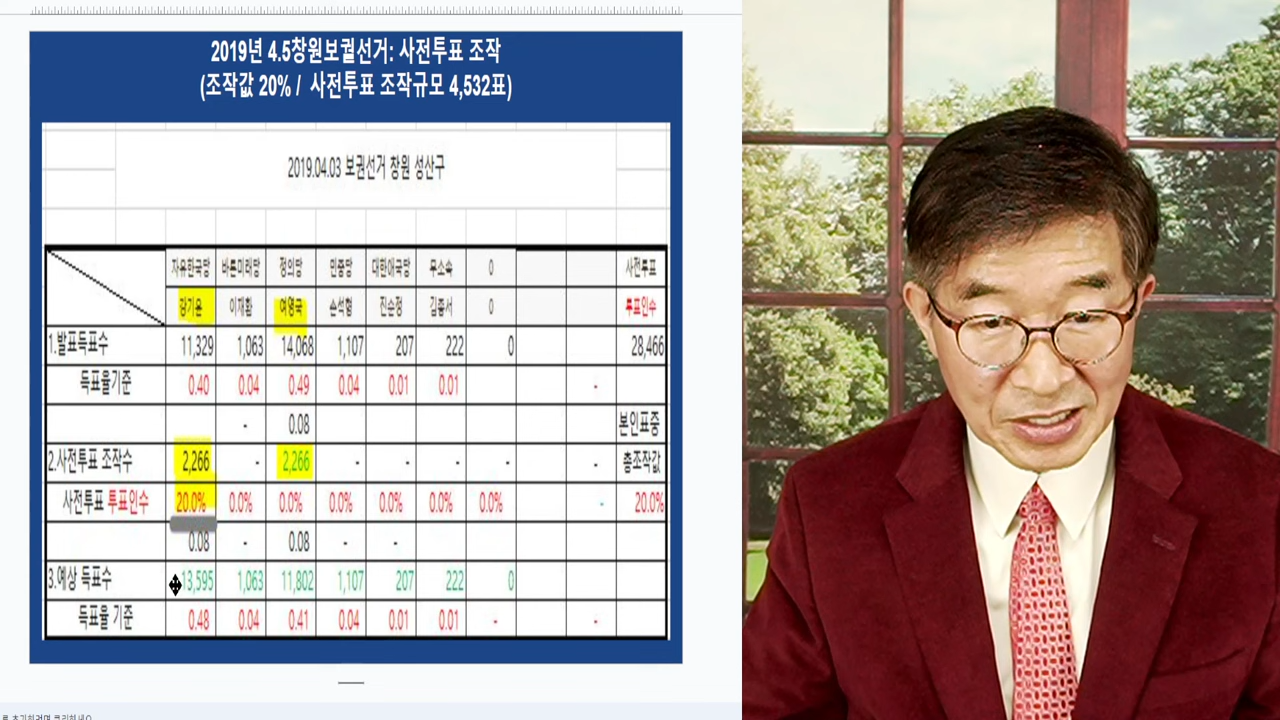 2019년 4.5창원보궐선거: 사전투표 조작
(조작값 20% / 사전투표 조작규모 4,532표)
2019.04.03 보권선거 창원 성산구
자유한국당 바른미래당 정의당 민중당 대한애국당 무소속 0 사전투표
강기윤 이재환 여영국 손석형 진순정 김종서 0 투표인수
1.발표득표수 11,329 1,063 14,068 1,107 207 222 0 28,466
득표율기준 0.40 0.04 0.49 0.04 0.01 0.01 -
- 0.08 본인표중
2.사전투표 조작수 2,266 - 2,266 - - - - - 총조작값
사전투표 투표인수 20.0% 0.0% 0.0% 0.0% 0.0% 0.0% 0.0% - 20.0%
0.08 - 0.08 - -
3.예상 득표수 13,595 1,063 11,802 1,107 207 222 0
득표율 기준 0.48 0.04 0.41 0.04 0.01 0.01 - -